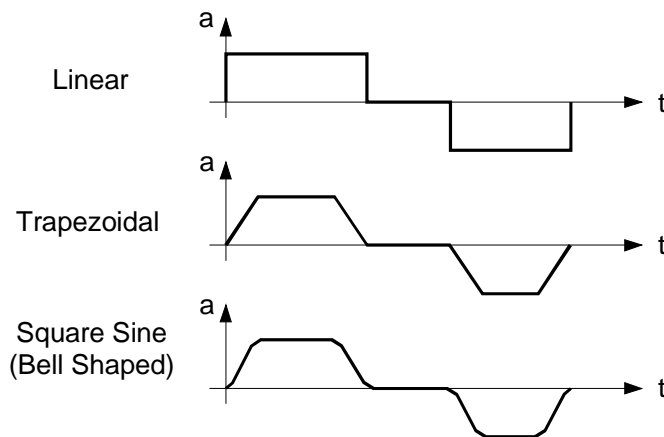 a
Linear
t
a
Trapezoidal
t
a
Square Sine
(Bell Shaped)
t